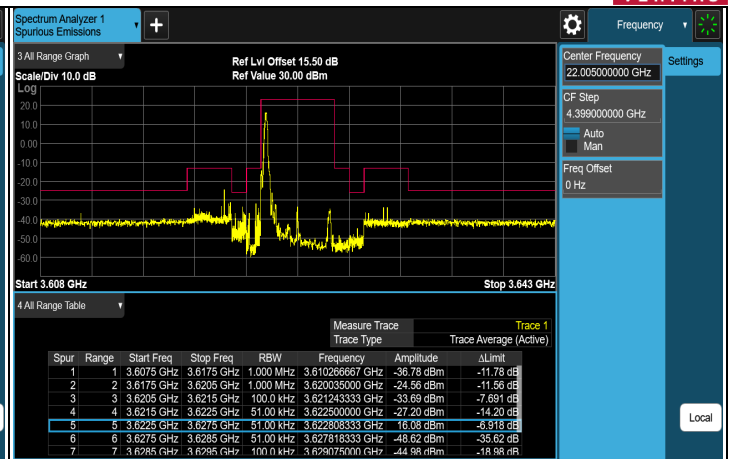 Spectrum Analyzer 1
Spurious Emissions
Frequency
3 All Range Graph
Ref Lvl Offset 15.50 dB
Scale/Div 10.0 dB
Ref Value 30.00 dBm
Log
20.0
10.0
0.00
-10.0
-20.0
-30.0
-40.0
-50.0
-60.0
Start 3.608 GHz
Stop 3.643 GHz
Center Frequency
22.005000000 GHz
Settings
CF Step
4.399000000 GHz
Auto
Man
Freq Offset
0 Hz
4 All Range Table
Measure Trace Trace 1
Trace Type Trace Average (Active)
Spur Range Start Freq Stop Freq RBW Frequency Amplitude ΔLimit
1 1 3.6075 GHz 3.6175 GHz 1.000 MHz 3.610266667 GHz -36.78 dBm -11.78 dB
2 2 3.6175 GHz 3.6205 GHz 1.000 MHz 3.620035000 GHz -24.56 dBm -11.56 dB
3 3 3.6205 GHz 3.6215 GHz 100.0 kHz 3.621243333 GHz -33.69 dBm -7.691 dB
4 4 3.6215 GHz 3.6225 GHz 51.00 kHz 3.622500000 GHz -27.20 dBm -14.20 dB
5 5 3.6225 GHz 3.6275 GHz 51.00 kHz 3.622808333 GHz 16.08 dBm -6.918 dB
6 6 3.6275 GHz 3.6285 GHz 51.00 kHz 3.627818333 GHz -48.62 dBm -35.62 dB
7 7 3.6285 GHz 3.6295 GHz 100.0 kHz 3.629075000 GHz -44.98 dBm -18.98 dB
Local